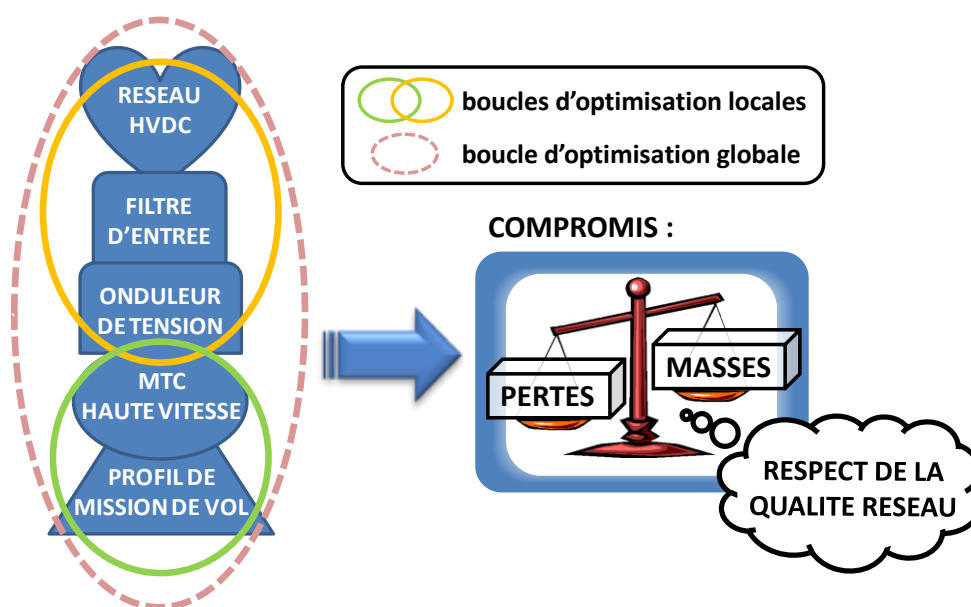 RESEAU
HVDC
FILTRE
D'ENTREE
ONDULEUR
DE TENSION
MTC
HAUTE VITESSE
PROFIL DE
MISSION DE VOL
boucles d'optimisation locales
boucle d'optimisation globale
COMPROMIS :
PERTES
MASSES
RESPECT DE LA
QUALITE RESEAU